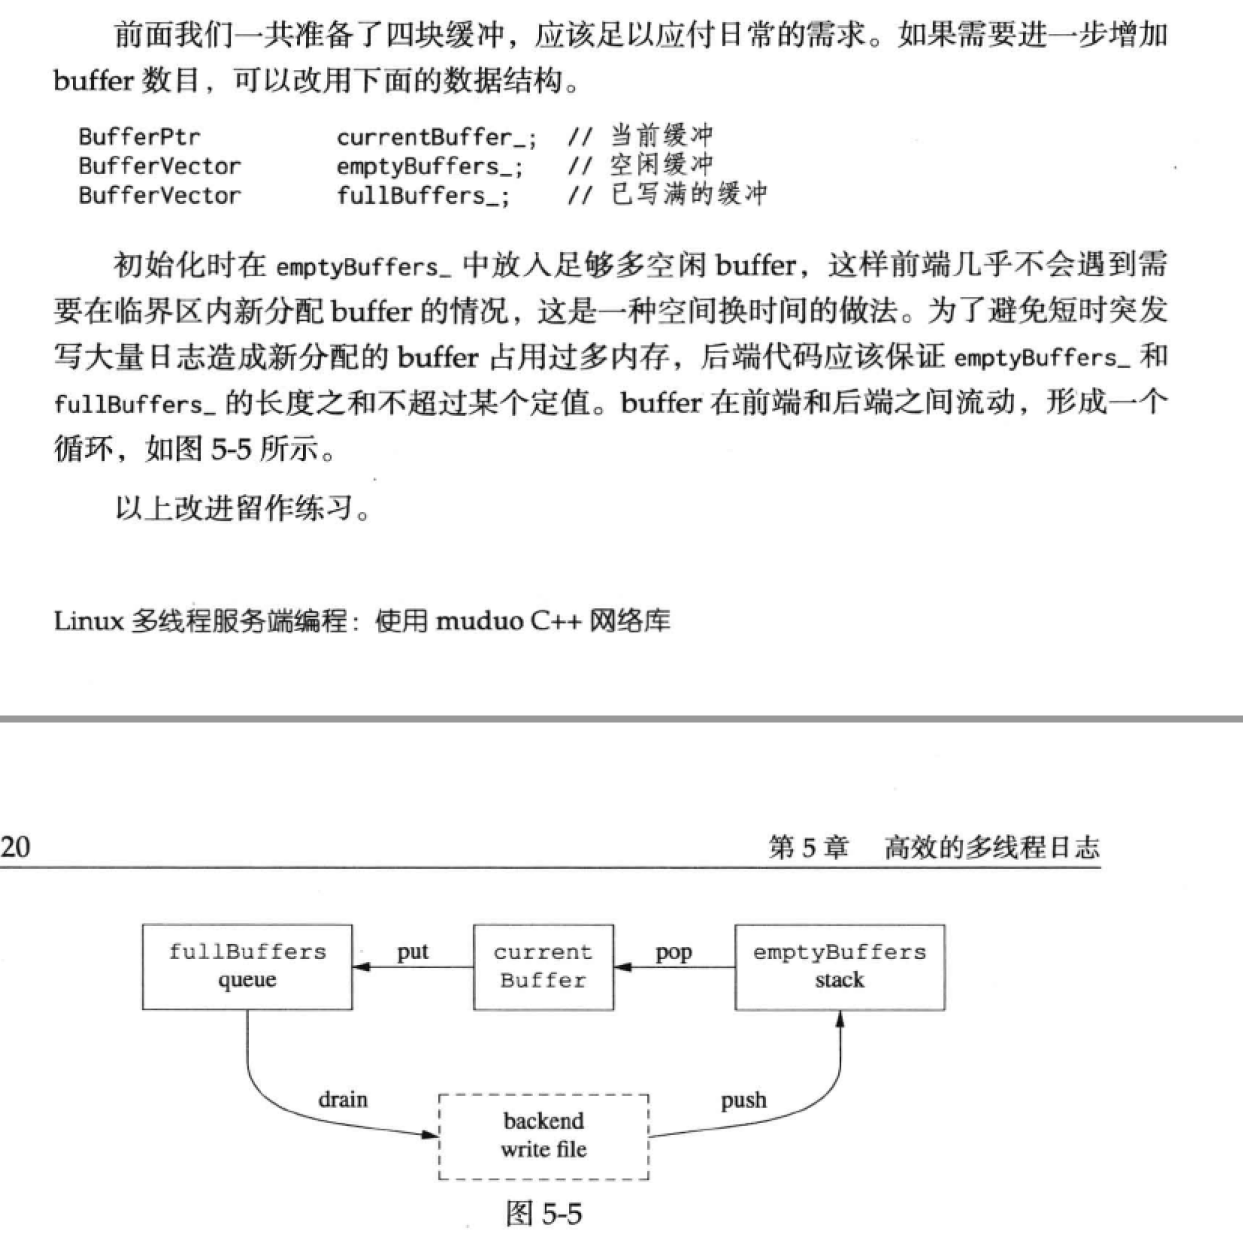 前面我们一共准备了四块缓冲，应该足以应付日常的需求。如果需要进一步增加
buffer 数目，可以改用下面的数据结构。
BufferPtr currentBuffer_; // 当前缓冲
BufferVector emptyBuffers_; // 空闲缓冲
BufferVector fullBuffers_; // 已写满的缓冲
初始化时在 emptyBuffers_ 中放入足够多空闲 buffer，这样前端几乎不会遇到需
要在临界区内新分配 buffer 的情况，这是一种空间换时间的做法。为了避免短时突发
写大量日志造成新分配的 buffer 占用过多内存，后端代码应该保证 emptyBuffers_ 和
fullBuffers_ 的长度之和不超过某个定值。buffer 在前端和后端之间流动，形成一个
循环，如图 5-5 所示。
以上改进留作练习。
Linux 多线程服务端编程：使用 muduo C++ 网络库
20 第 5 章 高效的多线程日志
fullBuffers
queue
put
current
Buffer
pop
emptyBuffers
stack
drain
backend
write file
push
图 5-5